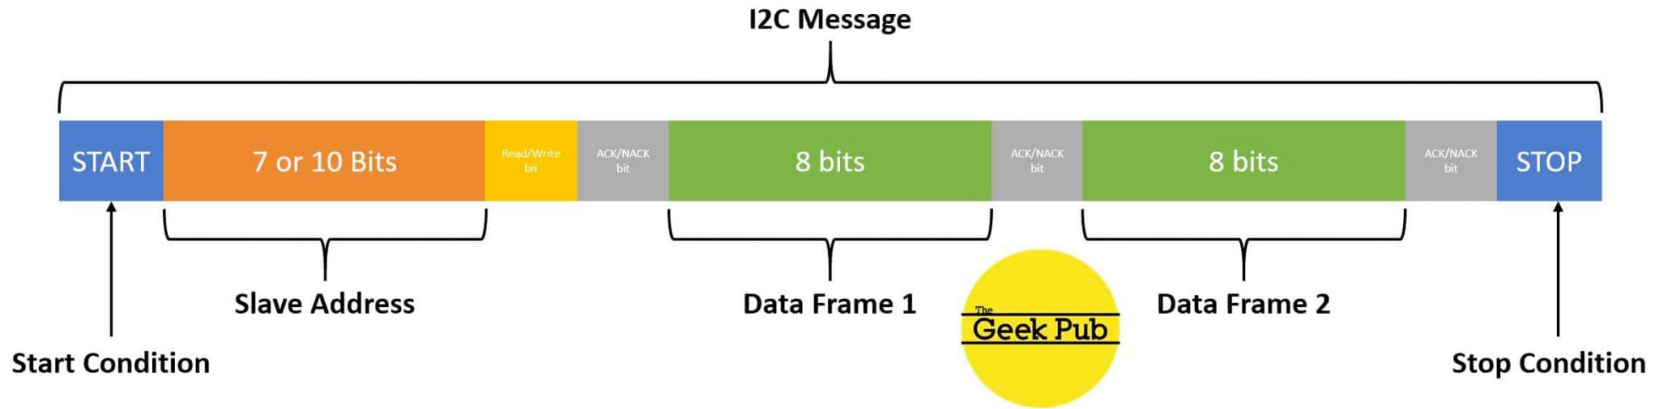 I2C Message
START
7 or 10 Bits
Read/Write
bit
ACK/NACK
bit
8 bits
ACK/NACK
bit
8 bits
ACK/NACK
bit
STOP
Slave Address
Data Frame 1
The
Geek Pub
Data Frame 2
Start Condition
Stop Condition